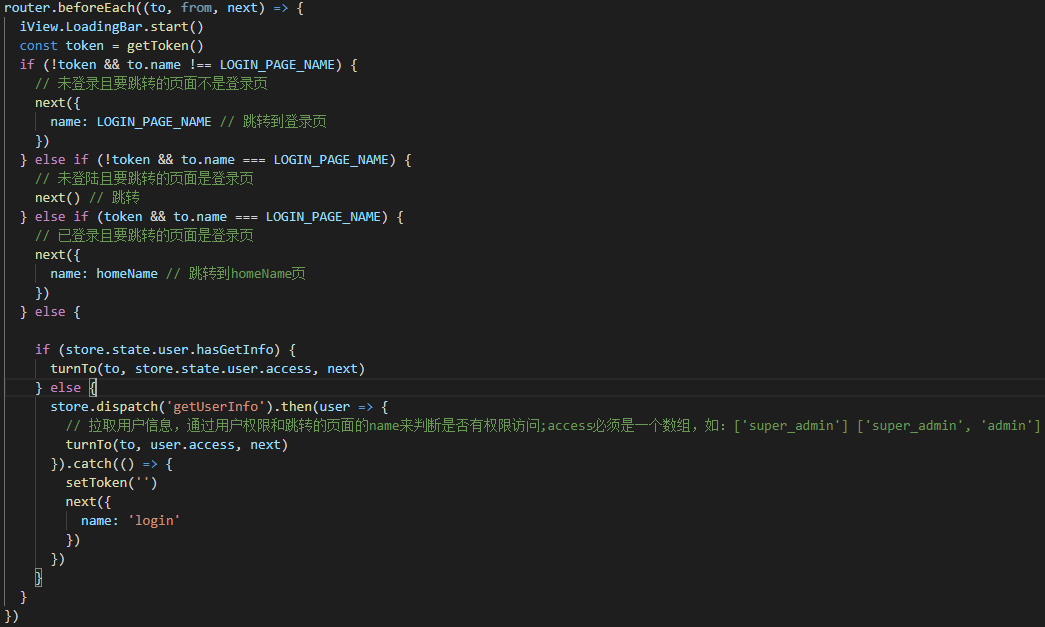 router.beforeEach((to, from, next) => {
  iView.LoadingBar.start()
  const token = getToken()
  if (!token && to.name !== LOGIN_PAGE_NAME) {
    // 未登录且要跳转的页面不是登录页
    next({
      name: LOGIN_PAGE_NAME // 跳转到登录页
    })
  } else if (!token && to.name === LOGIN_PAGE_NAME) {
    // 未登陆且要跳转的页面是登录页
    next() // 跳转
  } else if (token && to.name === LOGIN_PAGE_NAME) {
    // 已登录且要跳转的页面是登录页
    next({
      name: homeName // 跳转到homeName页
    })
  } else {

    if (store.state.user.hasGetInfo) {
      turnTo(to, store.state.user.access, next)
    } else {
      store.dispatch('getUserInfo').then(user => {
        // 拉取用户信息，通过用户权限和跳转的页面的name来判断是否有权限访问;access必须是一个数组，如：['super_admin'] ['super_admin', 'admin']
        turnTo(to, user.access, next)
      }).catch(() => {
        setToken('')
        next({
          name: 'login'
        })
      })
    }
  }
})